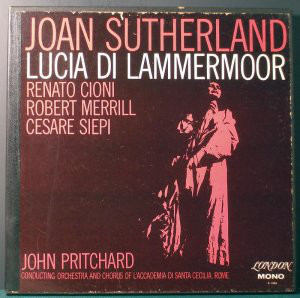 JOAN SUTHERLAND
LUCIA DI LAMMERMOOR
RENATO CIONI
ROBERT MERRILL
CESARE SIEPI
JOHN PRITCHARD
CONDUCTING ORCHESTRA AND CHORUS OF L'ACCADEMIA DI SANTA CECILIA, ROME
LONDON
MONO